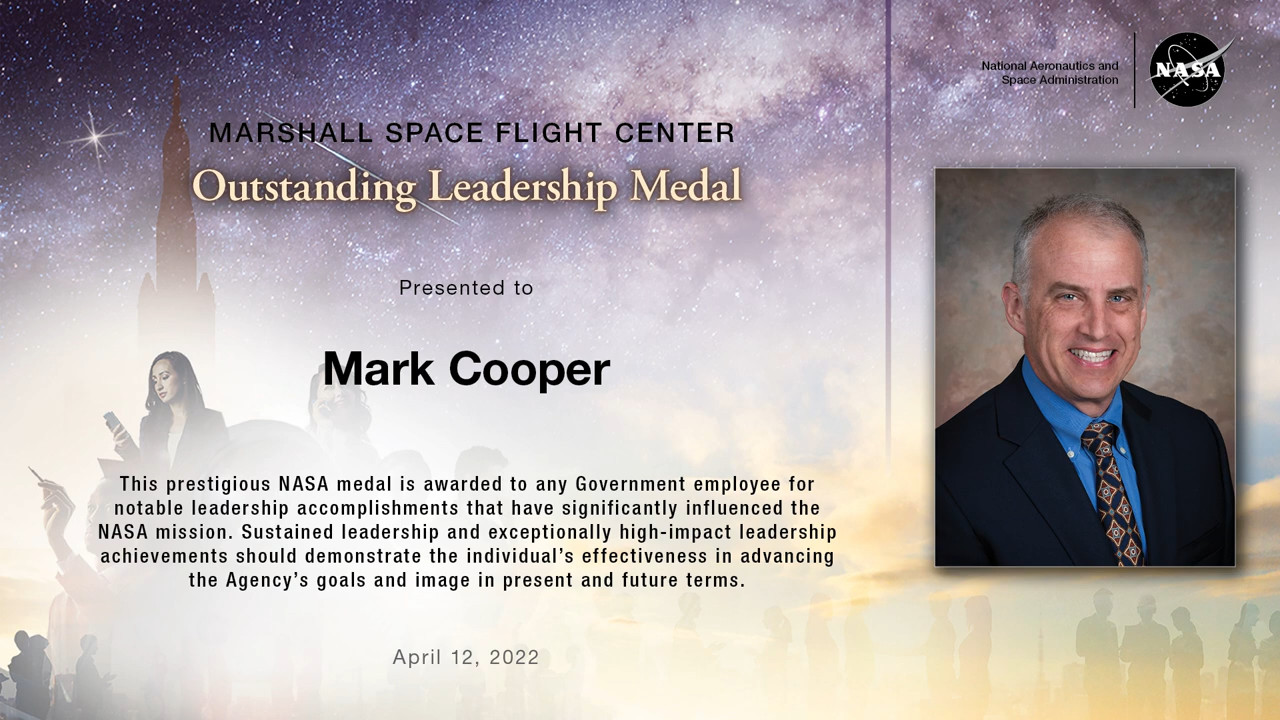 National Aeronautics and
Space Administration
NASA
MARSHALL SPACE FLIGHT CENTER
Outstanding Leadership Medal
Presented to
Mark Cooper
This prestigious NASA medal is awarded to any Government employee for
notable leadership accomplishments that have significantly influenced the
NASA mission. Sustained leadership and exceptionally high-impact leadership
achievements should demonstrate the individual’s effectiveness in advancing
the Agency’s goals and image in present and future terms.
April 12, 2022